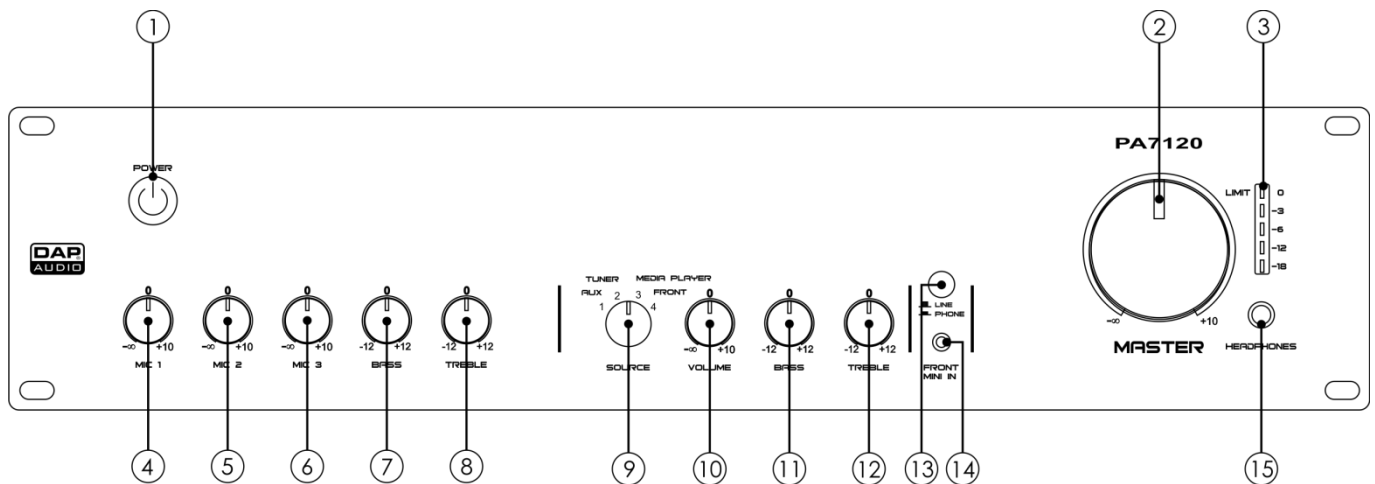 1 2 3
PA7120
POWER
LIMIT 0
-3
-6
-12
-18
DAP®
AUDIO
TUNER MEDIA PLAYER
AUX FRONT
1 2 3 4
LINE
PHONE
0 0 0 0 0 0 0 0
-∞ +10 -∞ +10 -∞ +10 -12 +12 -12 +12 -∞ +10 -12 +12 -12 +12
-∞ +10
MIC 1 MIC 2 MIC 3 BASS TREBLE SOURCE VOLUME BASS TREBLE
FRONT
MINI IN
MASTER
HEADPHONES
4 5 6 7 8 9 10 11 12 13 14 15